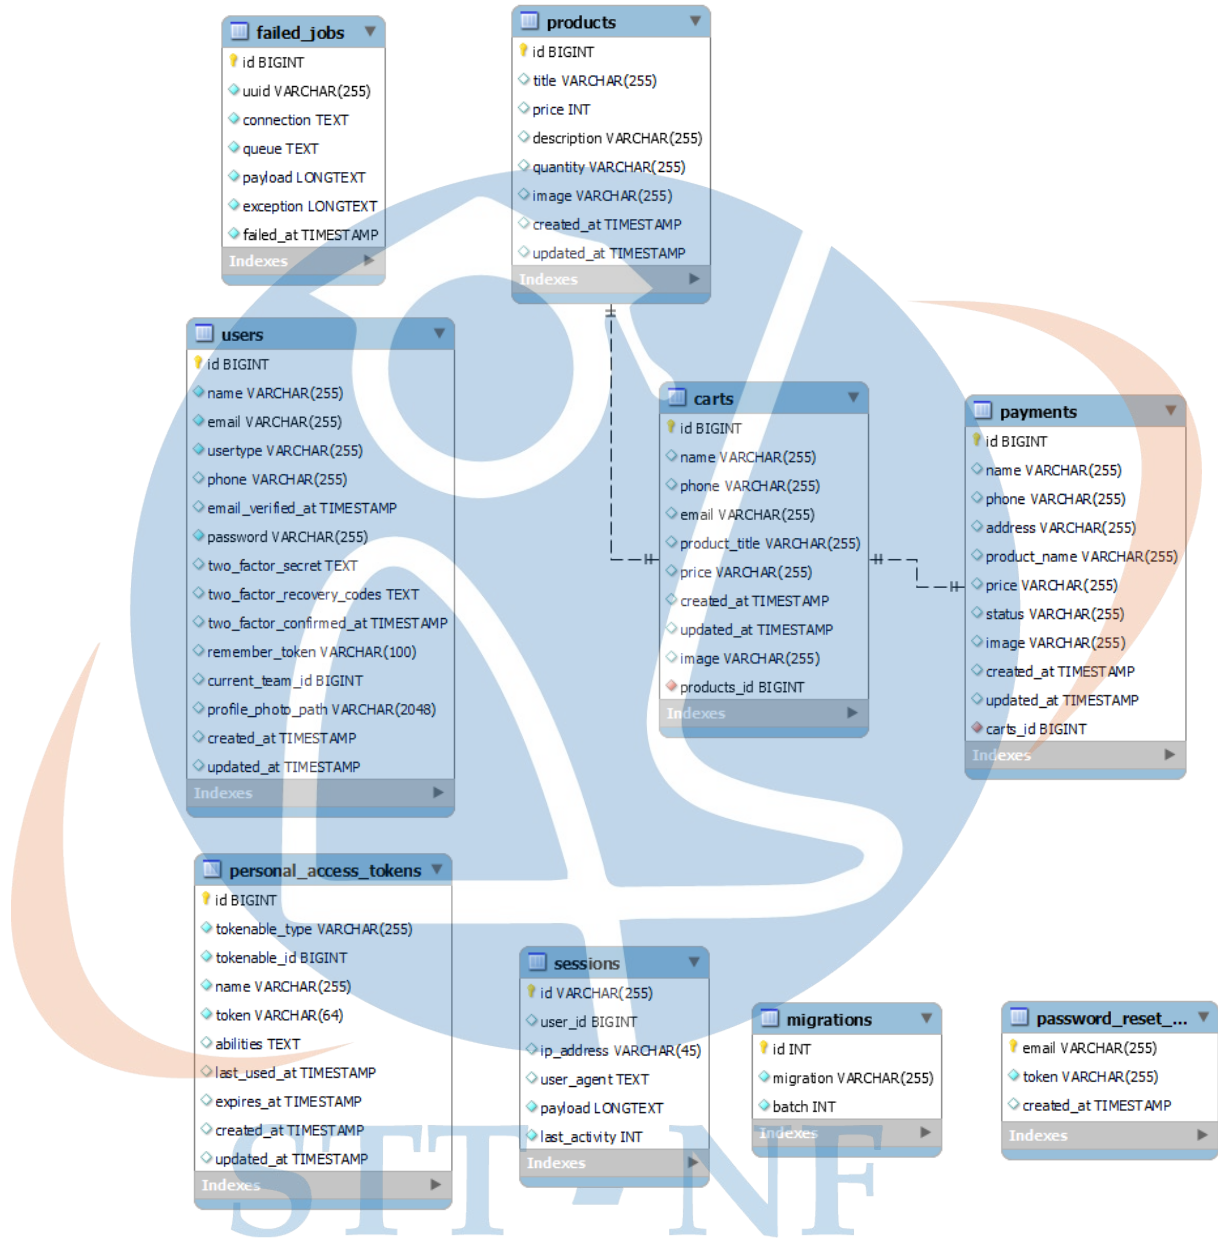 failed_jobs
id BIGINT
uuid VARCHAR(255)
connection TEXT
queue TEXT
payload LONGTEXT
exception LONGTEXT
failed_at TIMESTAMP
Indexes
products
id BIGINT
title VARCHAR(255)
price INT
description VARCHAR(255)
quantity VARCHAR(255)
image VARCHAR(255)
created_at TIMESTAMP
updated_at TIMESTAMP
Indexes
users
id BIGINT
name VARCHAR(255)
email VARCHAR(255)
usertype VARCHAR(255)
phone VARCHAR(255)
email_verified_at TIMESTAMP
password VARCHAR(255)
two_factor_secret TEXT
two_factor_recovery_codes TEXT
two_factor_confirmed_at TIMESTAMP
remember_token VARCHAR(100)
current_team_id BIGINT
profile_photo_path VARCHAR(2048)
created_at TIMESTAMP
updated_at TIMESTAMP
Indexes
carts
id BIGINT
name VARCHAR(255)
phone VARCHAR(255)
email VARCHAR(255)
product_title VARCHAR(255)
price VARCHAR(255)
created_at TIMESTAMP
updated_at TIMESTAMP
image VARCHAR(255)
products_id BIGINT
Indexes
payments
id BIGINT
name VARCHAR(255)
phone VARCHAR(255)
address VARCHAR(255)
product_name VARCHAR(255)
price VARCHAR(255)
status VARCHAR(255)
image VARCHAR(255)
created_at TIMESTAMP
updated_at TIMESTAMP
carts_id BIGINT
Indexes
personal_access_tokens
id BIGINT
tokenable_type VARCHAR(255)
tokenable_id BIGINT
name VARCHAR(255)
token VARCHAR(64)
abilities TEXT
last_used_at TIMESTAMP
expires_at TIMESTAMP
created_at TIMESTAMP
updated_at TIMESTAMP
Indexes
sessions
id VARCHAR(255)
user_id BIGINT
ip_address VARCHAR(45)
user_agent TEXT
payload LONGTEXT
last_activity INT
Indexes
migrations
id INT
migration VARCHAR(255)
batch INT
Indexes
password_reset_...
email VARCHAR(255)
token VARCHAR(255)
created_at TIMESTAMP
Indexes
STT - NF